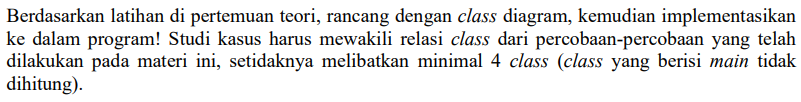 Berdasarkan latihan di pertemuan teori, rancang dengan class diagram, kemudian implementasikan
ke dalam program! Studi kasus harus mewakili relasi class dari percobaan-percobaan yang telah
dilakukan pada materi ini, setidaknya melibatkan minimal 4 class (class yang berisi main tidak
dihitung).